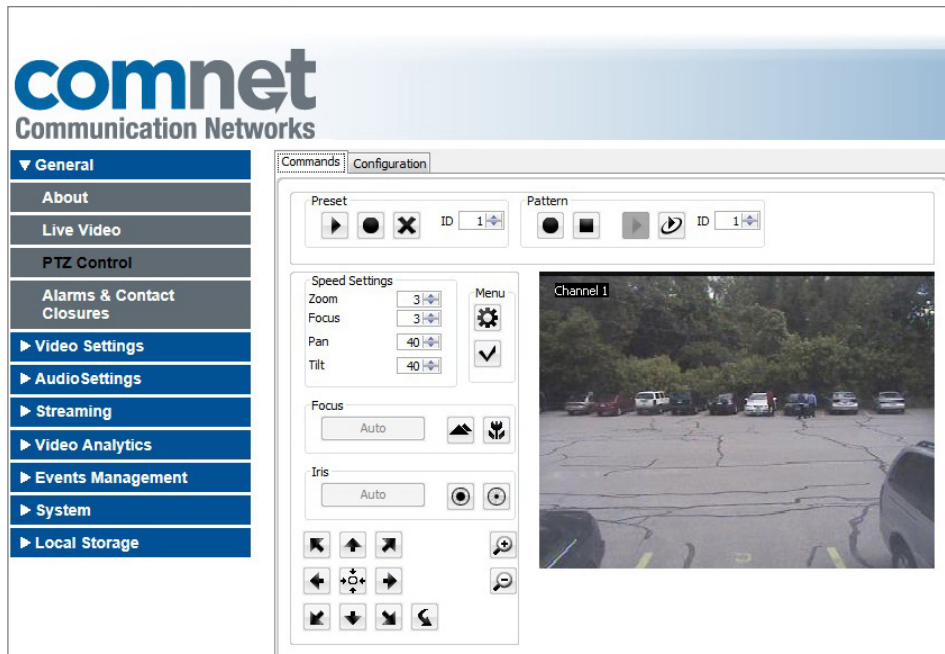 comnet
Communication Networks
General
About
Live Video
PTZ Control
Alarms & Contact
Closures
Video Settings
AudioSettings
Streaming
Video Analytics
Events Management
System
Local Storage
Commands Configuration
Preset
ID 1
Pattern
ID 1
Speed Settings
Zoom 3
Focus 3
Pan 40
Tilt 40
Menu
Focus
Auto
Iris
Auto
Channel 1